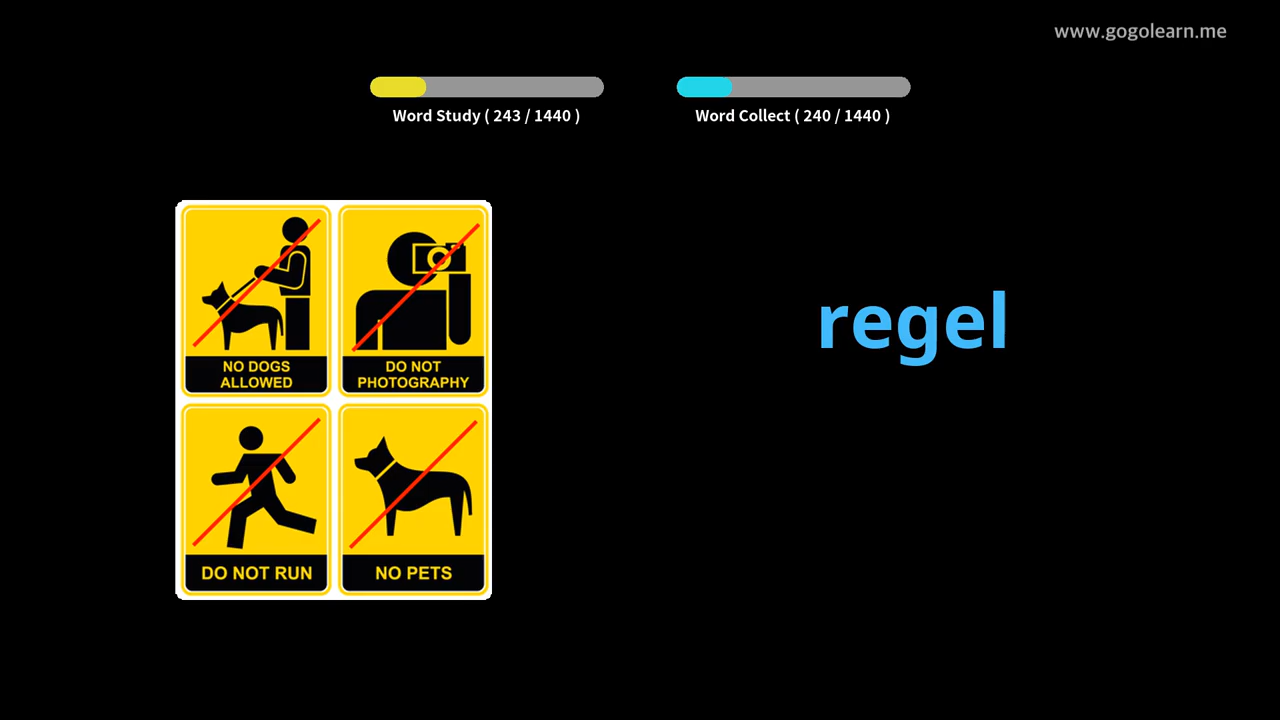 www.gogolearn.me
Word Study ( 243 / 1440 )
Word Collect ( 240 / 1440 )
NO DOGS
ALLOWED
DO NOT
PHOTOGRAPHY
DO NOT RUN
NO PETS
regel